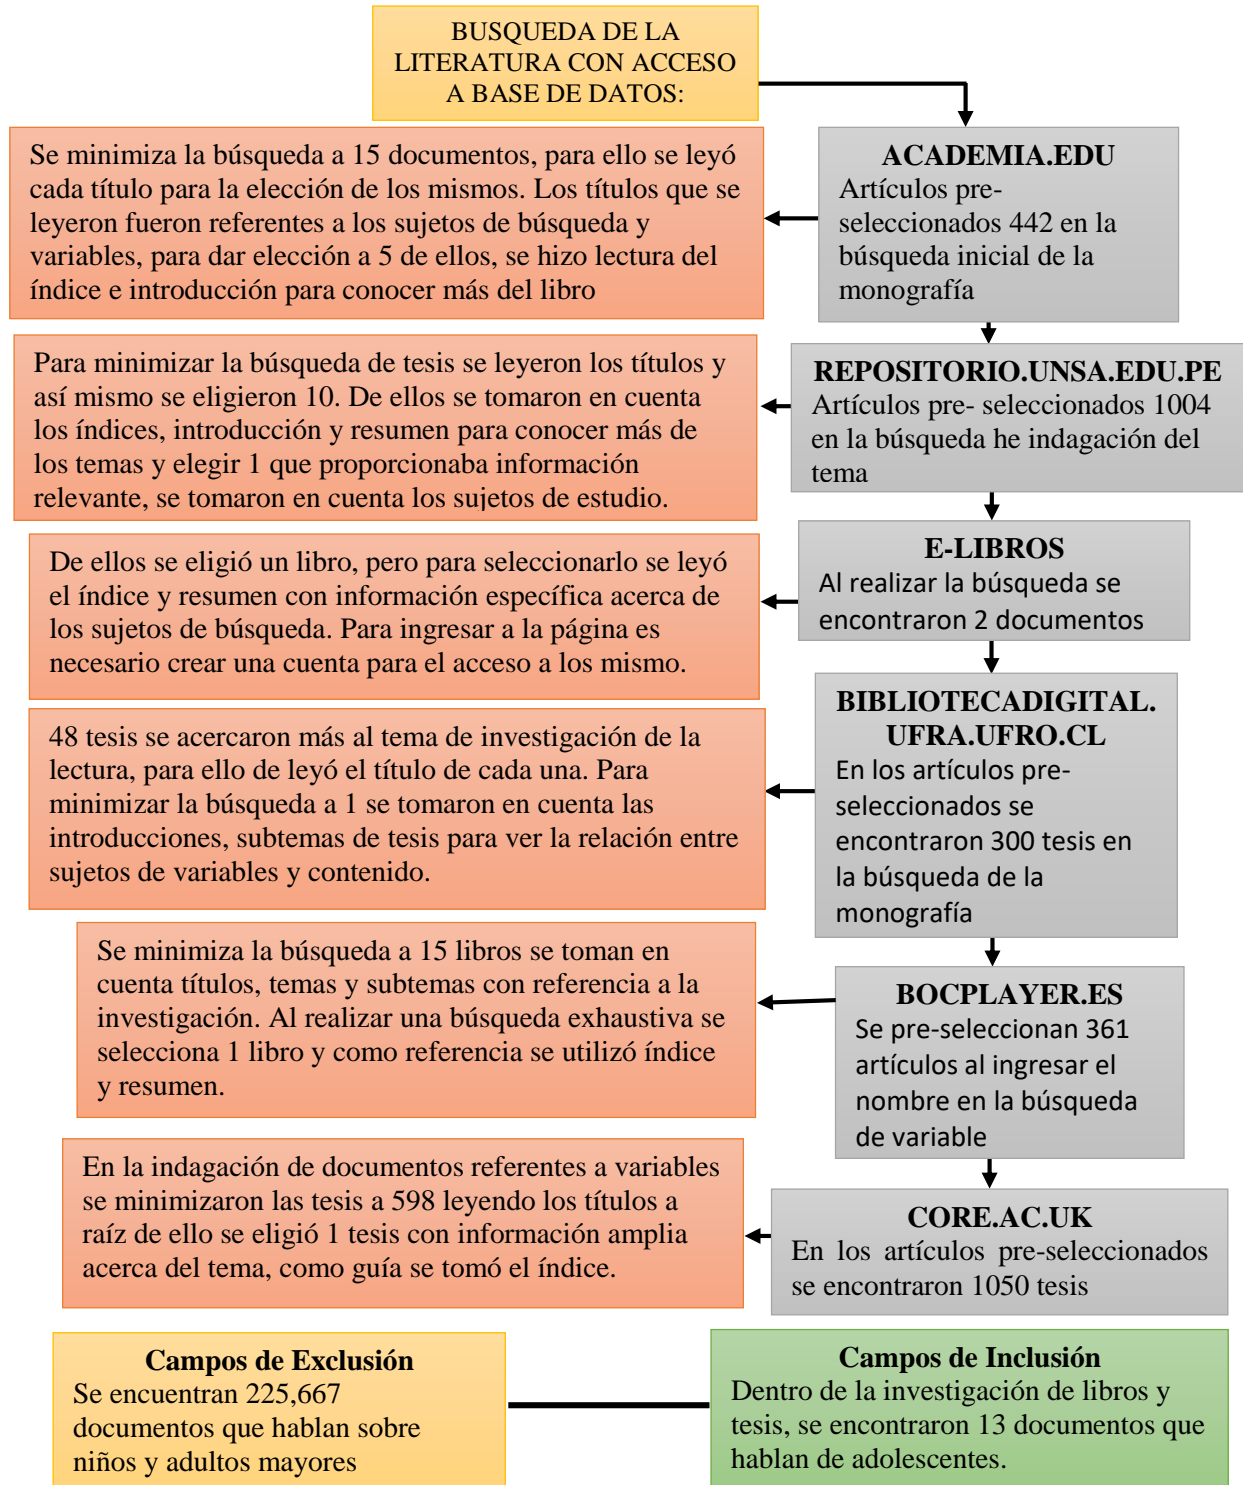 BUSQUEDA DE LA
LITERATURA CON ACCESO
A BASE DE DATOS:
ACADEMIA.EDU
Artículos pre-
seleccionados 442 en la
búsqueda inicial de la
monografía
Se minimiza la búsqueda a 15 documentos, para ello se leyó
cada título para la elección de los mismos. Los títulos que se
leyeron fueron referentes a los sujetos de búsqueda y
variables, para dar elección a 5 de ellos, se hizo lectura del
índice e introducción para conocer más del libro
REPOSITORIO.UNSA.EDU.PE
Artículos pre- seleccionados 1004
en la búsqueda he indagación del
tema
Para minimizar la búsqueda de tesis se leyeron los títulos y
así mismo se eligieron 10. De ellos se tomaron en cuenta
los índices, introducción y resumen para conocer más de
los temas y elegir 1 que proporcionaba información
relevante, se tomaron en cuenta los sujetos de estudio.
E-LIBROS
Al realizar la búsqueda se
encontraron 2 documentos
De ellos se eligió un libro, pero para seleccionarlo se leyó
el índice y resumen con información específica acerca de
los sujetos de búsqueda. Para ingresar a la página es
necesario crear una cuenta para el acceso a los mismo.
BIBLIOTECADIGITAL.
UFRA.UFRO.CL
En los artículos pre-
seleccionados se
encontraron 300 tesis en
la búsqueda de la
monografía
48 tesis se acercaron más al tema de investigación de la
lectura, para ello de leyó el título de cada una. Para
minimizar la búsqueda a 1 se tomaron en cuenta las
introducciones, subtemas de tesis para ver la relación entre
sujetos de variables y contenido.
BOCPLAYER.ES
Se pre-seleccionan 361
artículos al ingresar el
nombre en la búsqueda
de variable
Se minimiza la búsqueda a 15 libros se toman en
cuenta títulos, temas y subtemas con referencia a la
investigación. Al realizar una búsqueda exhaustiva se
selecciona 1 libro y como referencia se utilizó índice
y resumen.
CORE.AC.UK
En los artículos pre-seleccionados
se encontraron 1050 tesis
En la indagación de documentos referentes a variables
se minimizaron las tesis a 598 leyendo los títulos a
raíz de ello se eligió 1 tesis con información amplia
acerca del tema, como guía se tomó el índice.
Campos de Exclusión
Se encuentran 225,667
documentos que hablan sobre
niños y adultos mayores
Campos de Inclusión
Dentro de la investigación de libros y
tesis, se encontraron 13 documentos que
hablan de adolescentes.